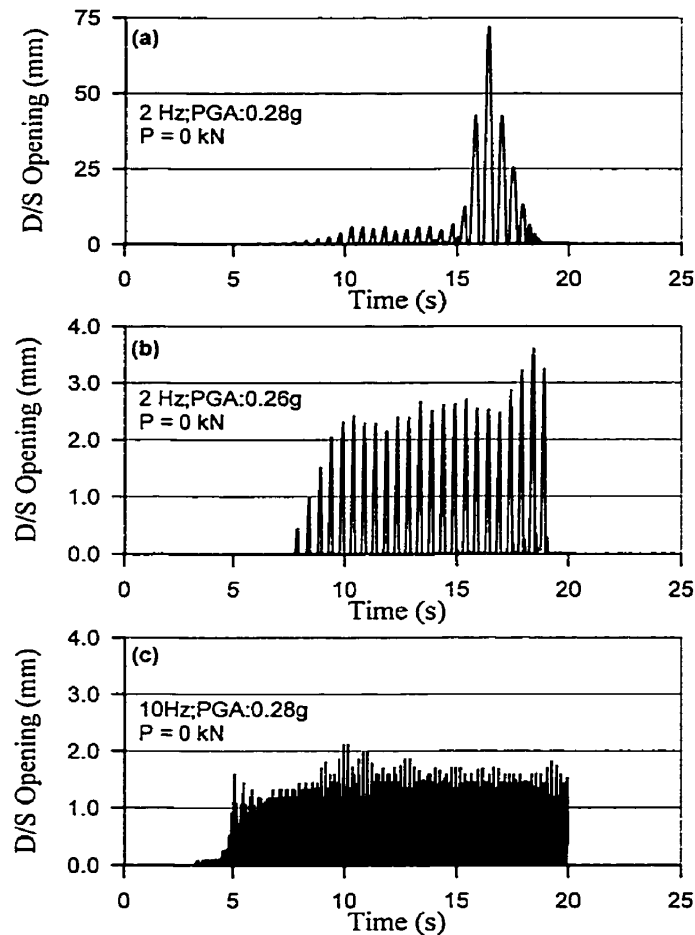 (a)
75
50
25
0
D/S Opening (mm)
2 Hz;PGA:0.28g
P = 0 kN
0 5 10 15 20 25
Time (s)
(b)
4.0
3.0
2.0
1.0
0.0
D/S Opening (mm)
2 Hz;PGA:0.26g
P = 0 kN
0 5 10 15 20 25
Time (s)
(c)
4.0
3.0
2.0
1.0
0.0
D/S Opening (mm)
10Hz;PGA:0.28g
P = 0 kN
0 5 10 15 20 25
Time (s)